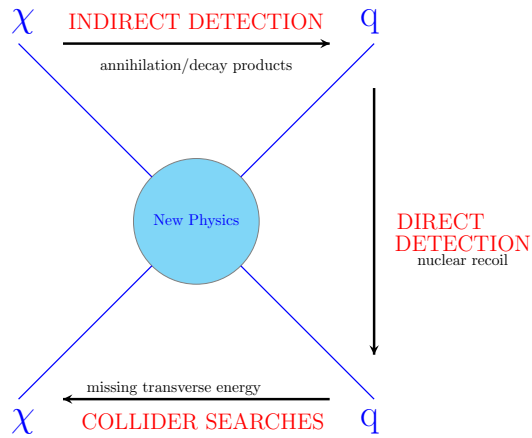 χ INDIRECT DETECTION q
annihilation/decay products
New Physics
DIRECT
DETECTION
nuclear recoil
missing transverse energy
χ COLLIDER SEARCHES q